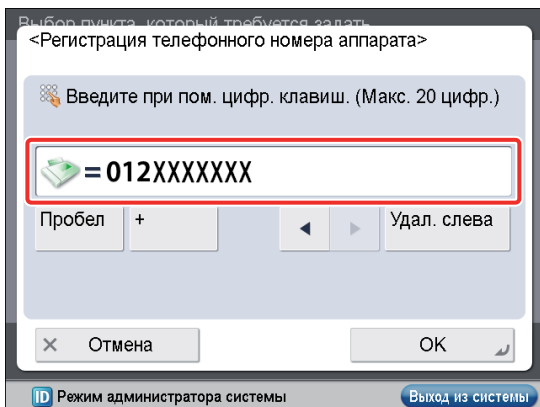 Выбор пункта, который требуется задать.
<Регистрация телефонного номера аппарата>
Введите при пом. цифр. клавиш. (Макс. 20 цифр.)
= 012XXXXXXX
Пробел + ◄ ► Удал. слева
× Отмена OK
ID Режим администратора системы Выход из системы